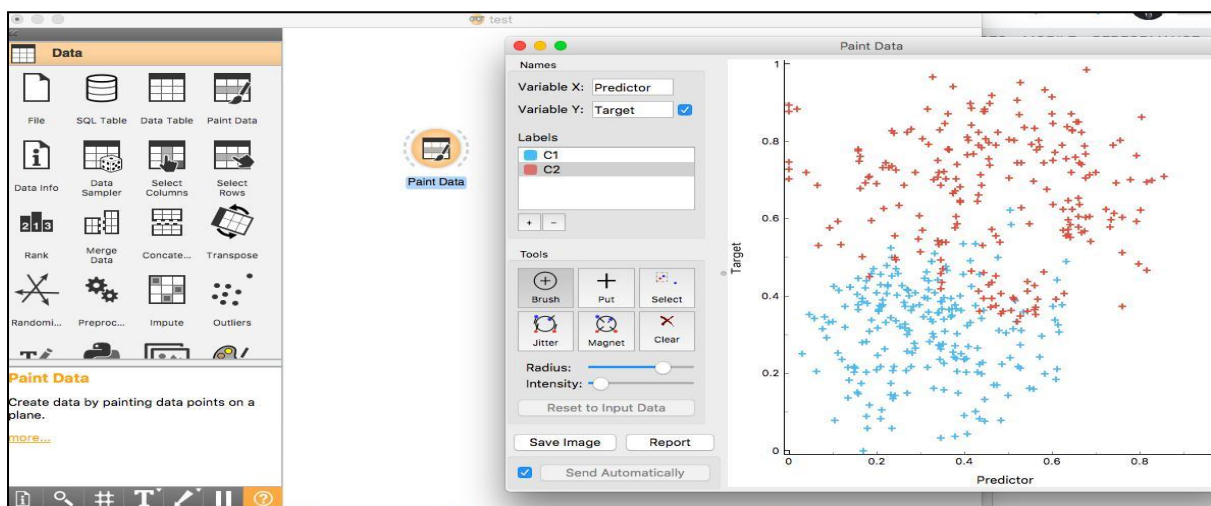 test
Data
File
SQL Table
Data Table
Paint Data
Data Info
Data
Sampler
Select
Columns
Select
Rows
Rank
Merge
Data
Concate...
Transpose
Randomi...
Preproc...
Impute
Outliers
Paint Data
Create data by painting data points on a
plane.
more...
Paint Data
Paint Data
Names
Variable X: Predictor
Variable Y: Target
Labels
C1
C2
+ −
Tools
Brush
Put
Select
Jitter
Magnet
Clear
Radius:
Intensity:
Reset to Input Data
Save Image
Report
Send Automatically
1
0.8
0.6
0.4
0.2
0
Target
0 0.2 0.4 0.6 0.8
Predictor